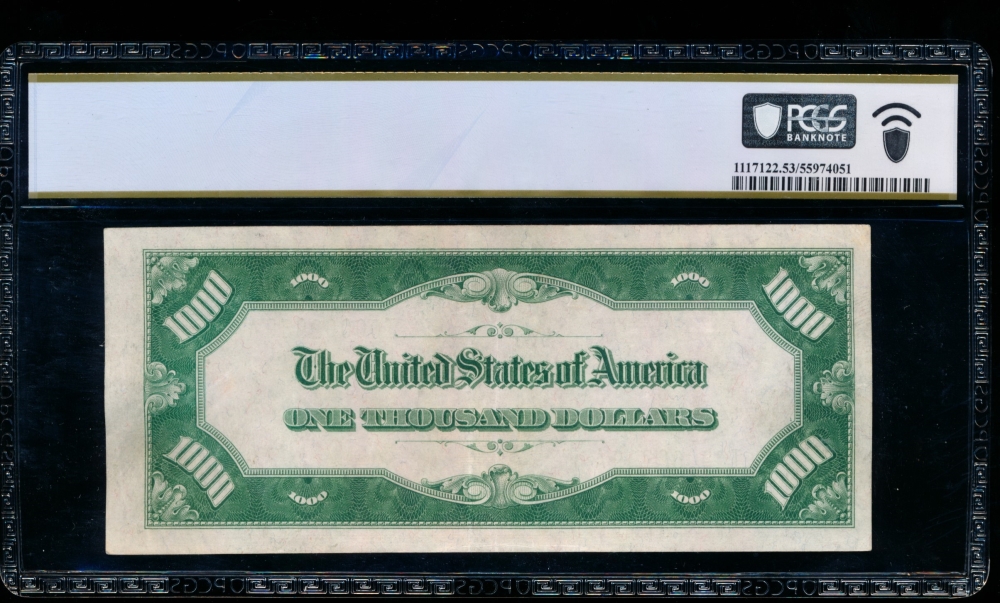 PCGS
BANKNOTE
1117122.53/55974051
1000 1000 1000 1000
The United States of America
ONE THOUSAND DOLLARS
1000 1000 1000 1000